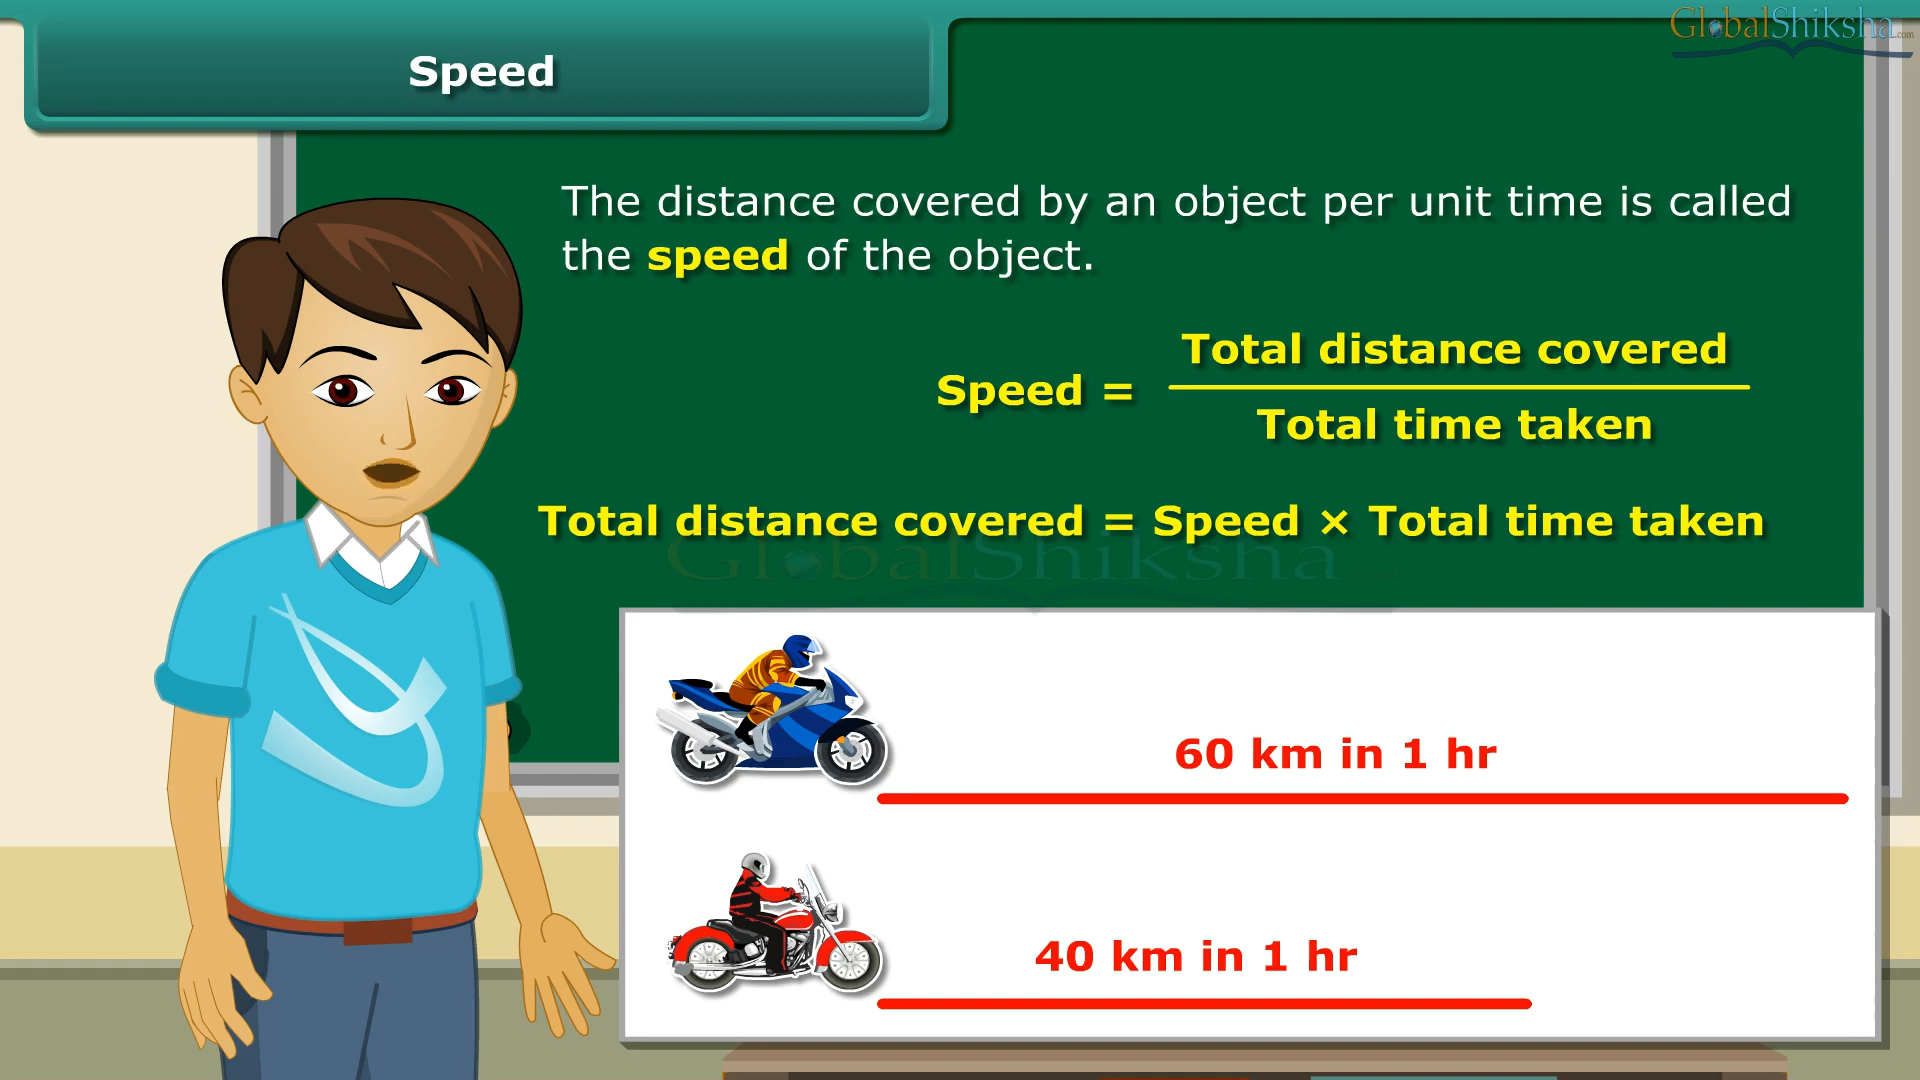 Speed
GlobalShiksha.com
The distance covered by an object per unit time is called
the speed of the object.
Total distance covered
Speed =
Total time taken
Total distance covered = Speed × Total time taken
GlobalShiksha.com
60 km in 1 hr
40 km in 1 hr